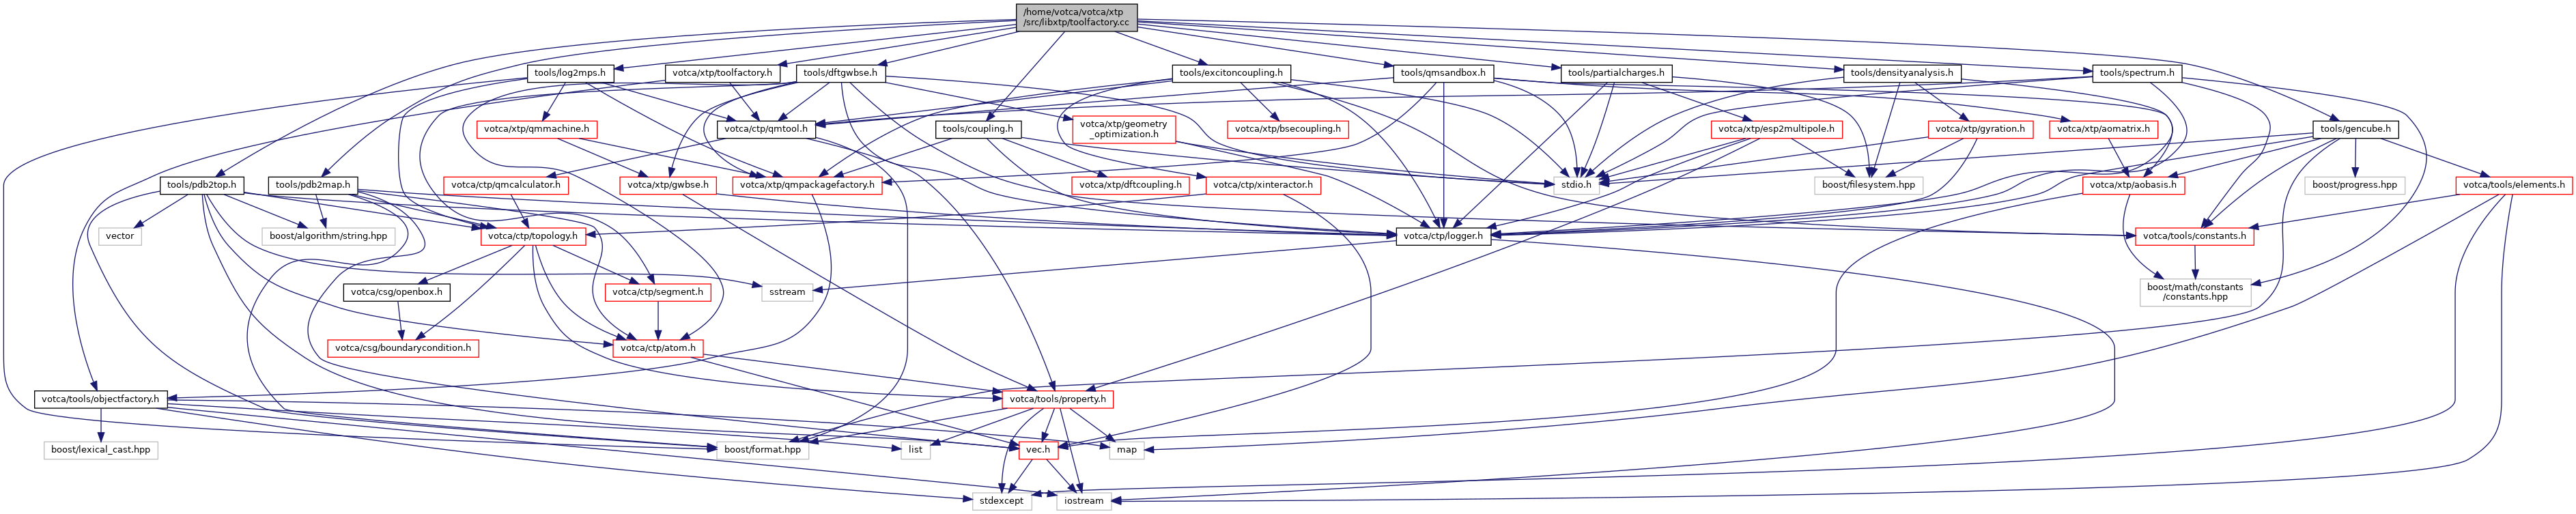 /home/votca/votca/xtp
/src/libxtp/toolfactory.cc
tools/log2mps.h
votca/xtp/toolfactory.h
tools/dftgwbse.h
tools/excitoncoupling.h
tools/qmsandbox.h
tools/partialcharges.h
tools/densityanalysis.h
tools/spectrum.h
votca/xtp/qmmachine.h
votca/ctp/qmtool.h
tools/coupling.h
votca/xtp/geometry
_optimization.h
votca/xtp/bsecoupling.h
votca/xtp/esp2multipole.h
votca/xtp/gyration.h
votca/xtp/aomatrix.h
tools/gencube.h
tools/pdb2top.h
tools/pdb2map.h
votca/ctp/qmcalculator.h
votca/xtp/gwbse.h
votca/xtp/qmpackagefactory.h
votca/xtp/dftcoupling.h
votca/ctp/xinteractor.h
stdio.h
boost/filesystem.hpp
votca/xtp/aobasis.h
boost/progress.hpp
votca/tools/elements.h
vector
boost/algorithm/string.hpp
votca/ctp/topology.h
votca/ctp/logger.h
votca/tools/constants.h
votca/csg/openbox.h
votca/ctp/segment.h
sstream
boost/math/constants
/constants.hpp
votca/csg/boundarycondition.h
votca/ctp/atom.h
votca/tools/objectfactory.h
votca/tools/property.h
boost/lexical_cast.hpp
boost/format.hpp
list
vec.h
map
stdexcept
iostream